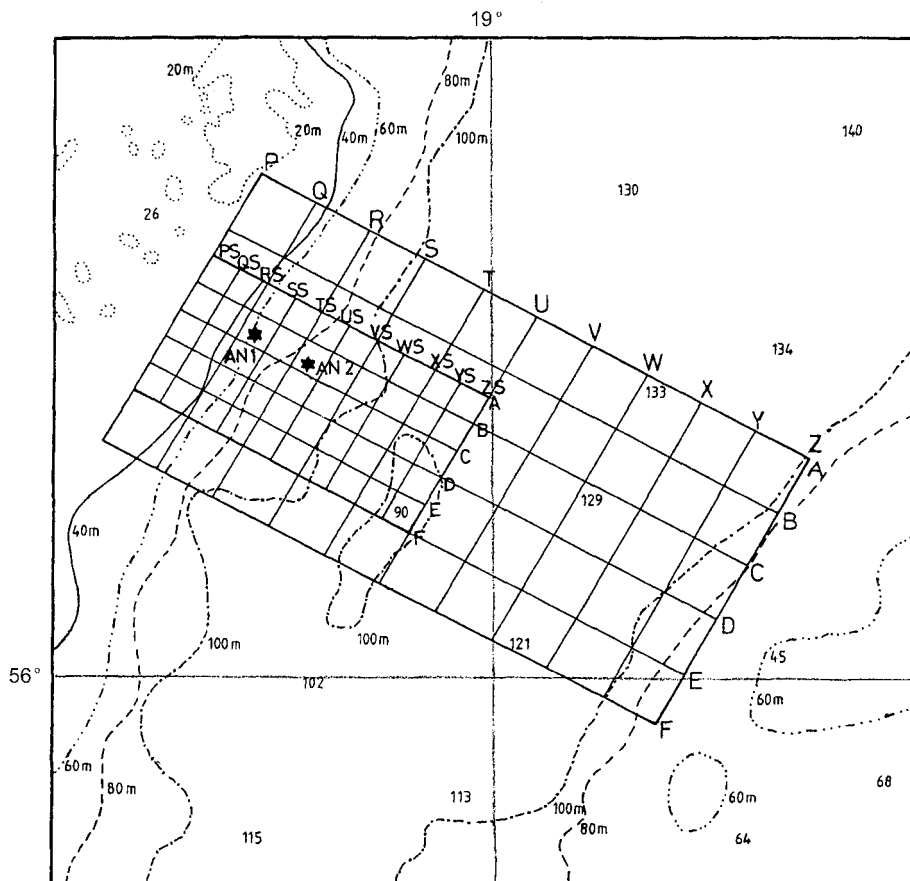 19°
20m
80m
20m
40m
60m
100m
140
P
130
Q
26
R
S
PS QS RS SS TS US VS WS XS YS ZS
T
U
V
134
AN1
AN2
W
133
X
A
Y
B
Z
A
C
D
129
B
E
90
F
40m
C
100m
100m
D
121
45
56°
102
E
60m
F
60m
80m
113
100m
60m
68
80m
115
64